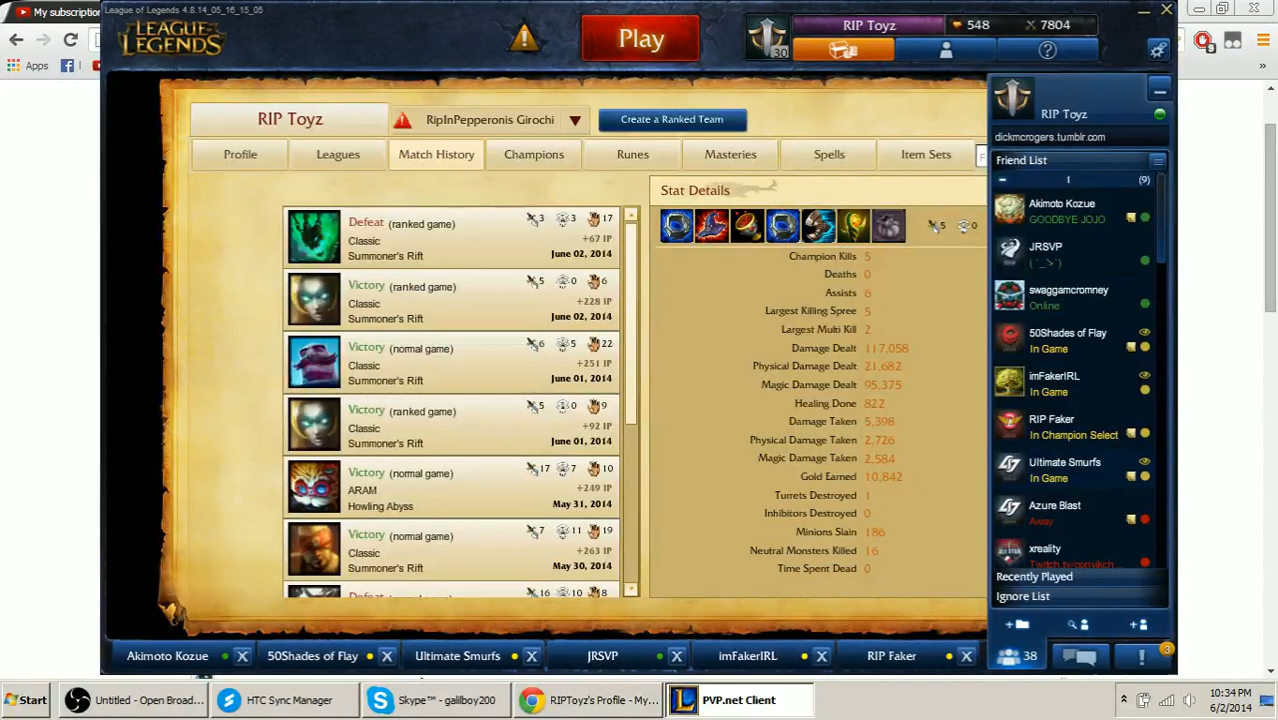 My subscriptio
League of Legends 4.8.14_05_16_15_05
LEAGUE OF LEGENDS
Play
30
RIP Toyz
548
7804
Apps
RIP Toyz
RipInPepperonis Girochi
Create a Ranked Team
Profile
Leagues
Match History
Champions
Runes
Masteries
Spells
Item Sets
F
Defeat (ranked game) 3 3 17
Classic +67 IP
Summoner's Rift June 02, 2014
Victory (ranked game) 5 0 6
Classic +228 IP
Summoner's Rift June 02, 2014
Victory (normal game) 6 5 22
Classic +251 IP
Summoner's Rift June 01, 2014
Victory (ranked game) 5 0 9
Classic +92 IP
Summoner's Rift June 01, 2014
Victory (normal game) 17 7 10
ARAM +249 IP
Howling Abyss May 31, 2014
Victory (normal game) 7 11 19
Classic +263 IP
Summoner's Rift May 30, 2014
Defeat (normal game) 16 10 8
Stat Details
5 0
Champion Kills 5
Deaths 0
Assists 6
Largest Killing Spree 5
Largest Multi Kill 2
Damage Dealt 117,058
Physical Damage Dealt 21,682
Magic Damage Dealt 95,375
Healing Done 822
Damage Taken 5,398
Physical Damage Taken 2,726
Magic Damage Taken 2,584
Gold Earned 10,842
Turrets Destroyed 1
Inhibitors Destroyed 0
Minions Slain 186
Neutral Monsters Killed 16
Time Spent Dead 0
RIP Toyz
dickmcrogers.tumblr.com
Friend List
1 (9)
Akimoto Kozue
GOODBYE JOJO
JRSVP
swaggamcromney
Online
50Shades of Flay
In Game
imFakerIRL
In Game
RIP Faker
In Champion Select
Ultimate Smurfs
In Game
Azure Blast
Away
xreality
Recently Played
Ignore List
Akimoto Kozue
50Shades of Flay
Ultimate Smurfs
JRSVP
imFakerIRL
RIP Faker
38
3
Start
Untitled - Open Broad...
HTC Sync Manager
Skype™ - galilboy200
RIPToyz's Profile - My...
PVP.net Client
10:34 PM
6/2/2014